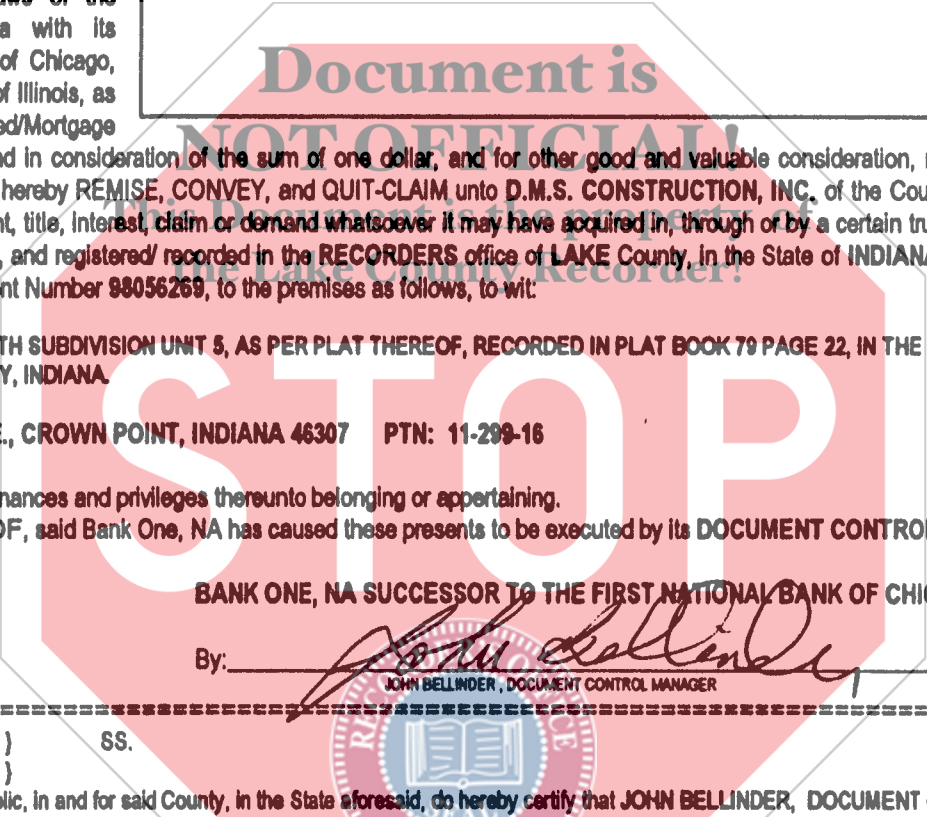 a with its
of Chicago,
of Illinois, as
ed/Mortgage
Document is
NOT OFFICIAL!
This Document is the property of
the Lake County Recorder!
nd in consideration of the sum of one dollar, and for other good and valuable consideration,
hereby REMISE, CONVEY, and QUIT-CLAIM unto D.M.S. CONSTRUCTION, INC. of the Cou
nt, title, interest, claim or demand whatsoever it may have acquired in, through or by a certain tru
, and registered/ recorded in the RECORDERS office of LAKE County, in the State of INDIANA
nt Number 98056269, to the premises as follows, to wit:
TH SUBDIVISION UNIT 5, AS PER PLAT THEREOF, RECORDED IN PLAT BOOK 79 PAGE 22, IN THE
Y, INDIANA.
E., CROWN POINT, INDIANA 46307 PTN: 11-299-16
STOP
nances and privileges thereunto belonging or appertaining.
OF, said Bank One, NA has caused these presents to be executed by its DOCUMENT CONTROL
BANK ONE, NA SUCCESSOR TO THE FIRST NATIONAL BANK OF CHIC
By: John Bellinder
JOHN BELLINDER, DOCUMENT CONTROL MANAGER
) SS.
)
lic, in and for said County, in the State aforesaid, do hereby certify that JOHN BELLINDER, DOCUMENT